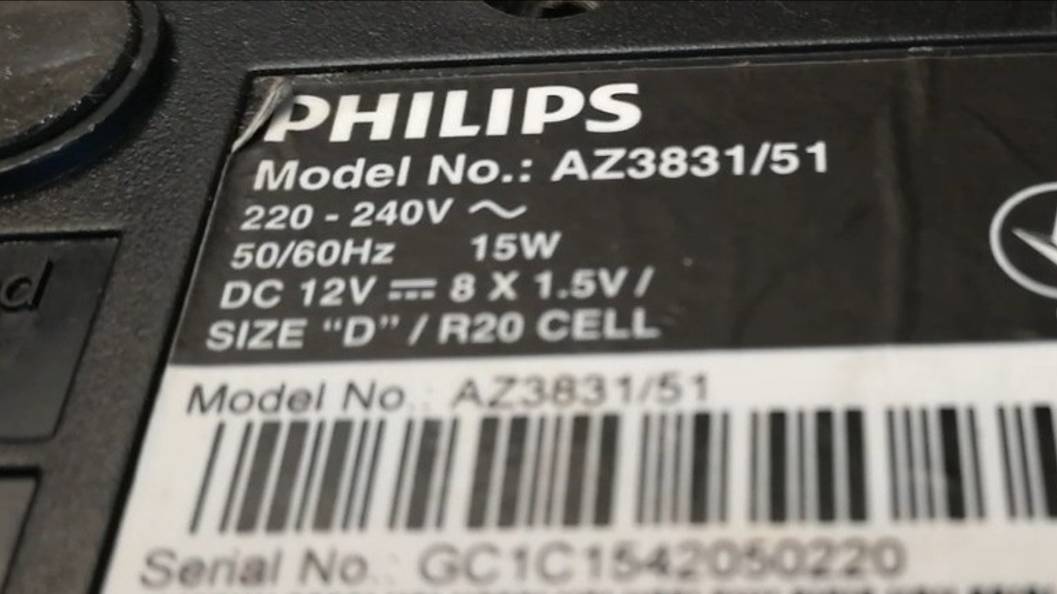 PHILIPS
Model No.: AZ3831/51
220 - 240V ~
50/60Hz 15W
DC 12V ⎓ 8 X 1.5V /
SIZE “D” / R20 CELL
Model No.: AZ3831/51
Serial No.: GC1C1542050220